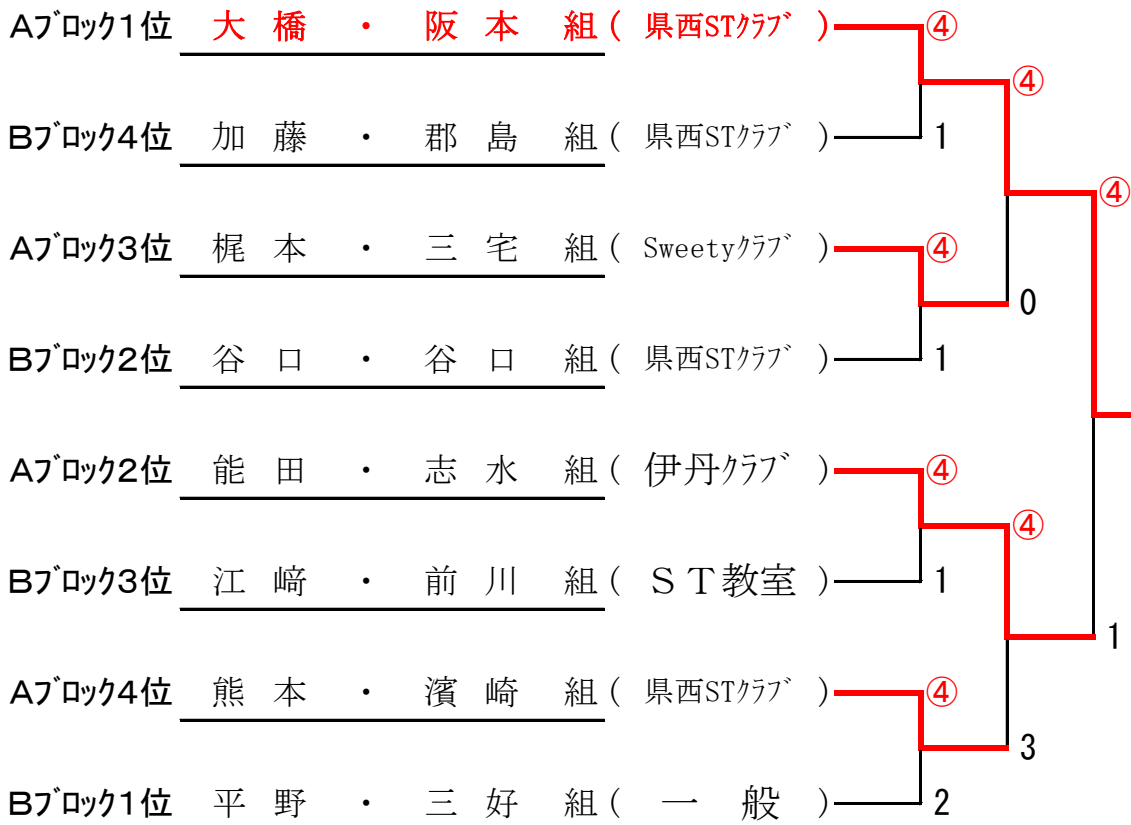 Aﾌﾞﾛｯｸ1位 大橋・阪本組(県西STｸﾗﾌﾞ) ④
④
Bﾌﾞﾛｯｸ4位 加藤・郡島組(県西STｸﾗﾌﾞ) 1
④
Aﾌﾞﾛｯｸ3位 梶本・三宅組(Sweetyｸﾗﾌﾞ) ④
0
Bﾌﾞﾛｯｸ2位 谷口・谷口組(県西STｸﾗﾌﾞ) 1
Aﾌﾞﾛｯｸ2位 能田・志水組(伊丹ｸﾗﾌﾞ) ④
④
Bﾌﾞﾛｯｸ3位 江﨑・前川組(ＳＴ教室) 1
1
Aﾌﾞﾛｯｸ4位 熊本・濱崎組(県西STｸﾗﾌﾞ) ④
3
Bﾌﾞﾛｯｸ1位 平野・三好組(一般) 2